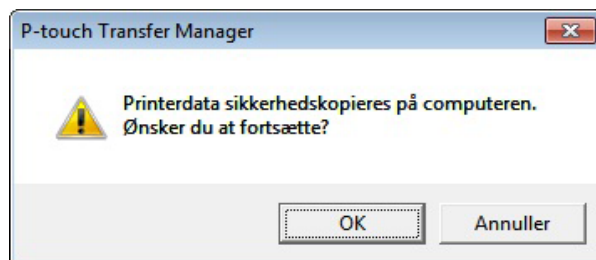 P-touch Transfer Manager
Printerdata sikkerhedskopieres på computeren.
Ønsker du at fortsætte?
OK
Annuller